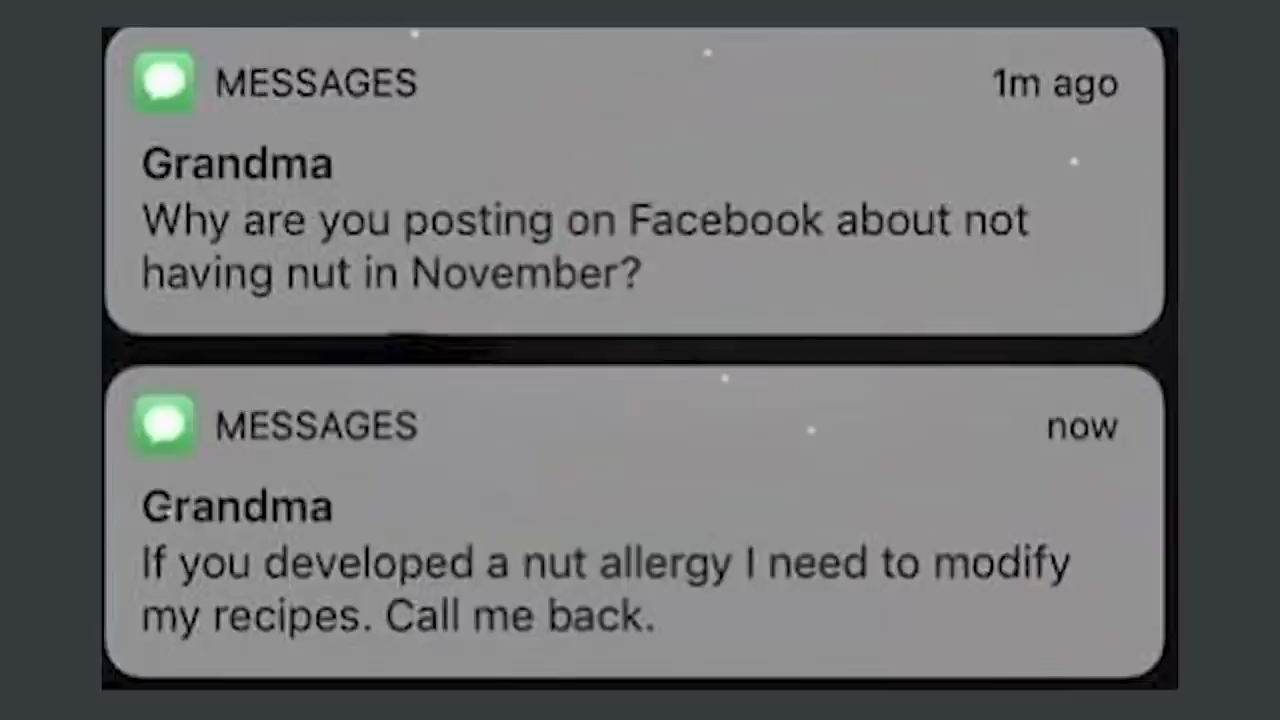 MESSAGES
1m ago
Grandma
Why are you posting on Facebook about not
having nut in November?
MESSAGES
now
Grandma
If you developed a nut allergy I need to modify
my recipes. Call me back.